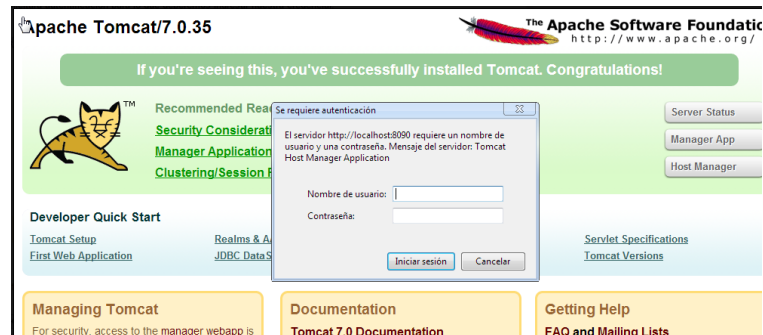 Apache Tomcat/7.0.35
The Apache Software Foundatio
http://www.apache.org/
If you're seeing this, you've successfully installed Tomcat. Congratulations!
TM
Recommended Rea
Security Considerati
Manager Application
Clustering/Session
Se requiere autenticación
El servidor http://localhost:8090 requiere un nombre de
usuario y una contraseña. Mensaje del servidor: Tomcat
Host Manager Application
Nombre de usuario:
Contraseña:
Iniciar sesión Cancelar
Server Status
Manager App
Host Manager
Developer Quick Start
Tomcat Setup
First Web Application
Realms & A
JDBC DataS
Servlet Specifications
Tomcat Versions
Managing Tomcat
For security, access to the manager webapp is
Documentation
Tomcat 7.0 Documentation
Getting Help
FAQ and Mailing Lists